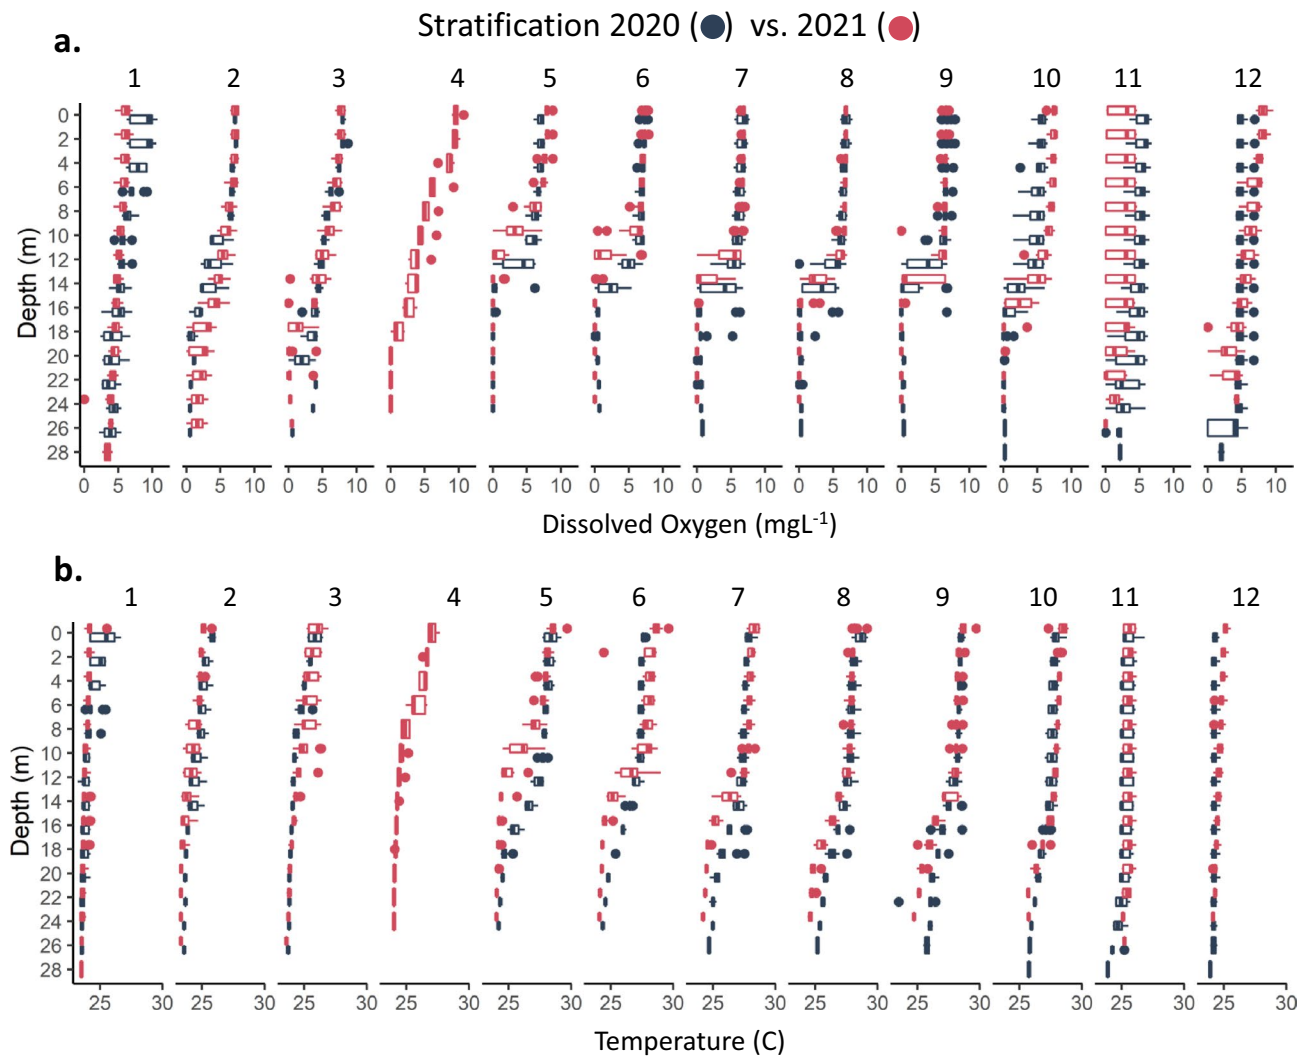 Stratification 2020 (●) vs. 2021 (●)
a.
1 2 3 4 5 6 7 8 9 10 11 12
0
2
4
6
8
10
12
14
16
18
20
22
24
26
28
Depth (m)
0 5 10 0 5 10 0 5 10 0 5 10 0 5 10 0 5 10 0 5 10 0 5 10 0 5 10 0 5 10 0 5 10 0 5 10
Dissolved Oxygen (mgL-1)
b.
1 2 3 4 5 6 7 8 9 10 11 12
0
2
4
6
8
10
12
14
16
18
20
22
24
26
28
Depth (m)
25 30 25 30 25 30 25 30 25 30 25 30 25 30 25 30 25 30 25 30 25 30 25 30
Temperature (C)